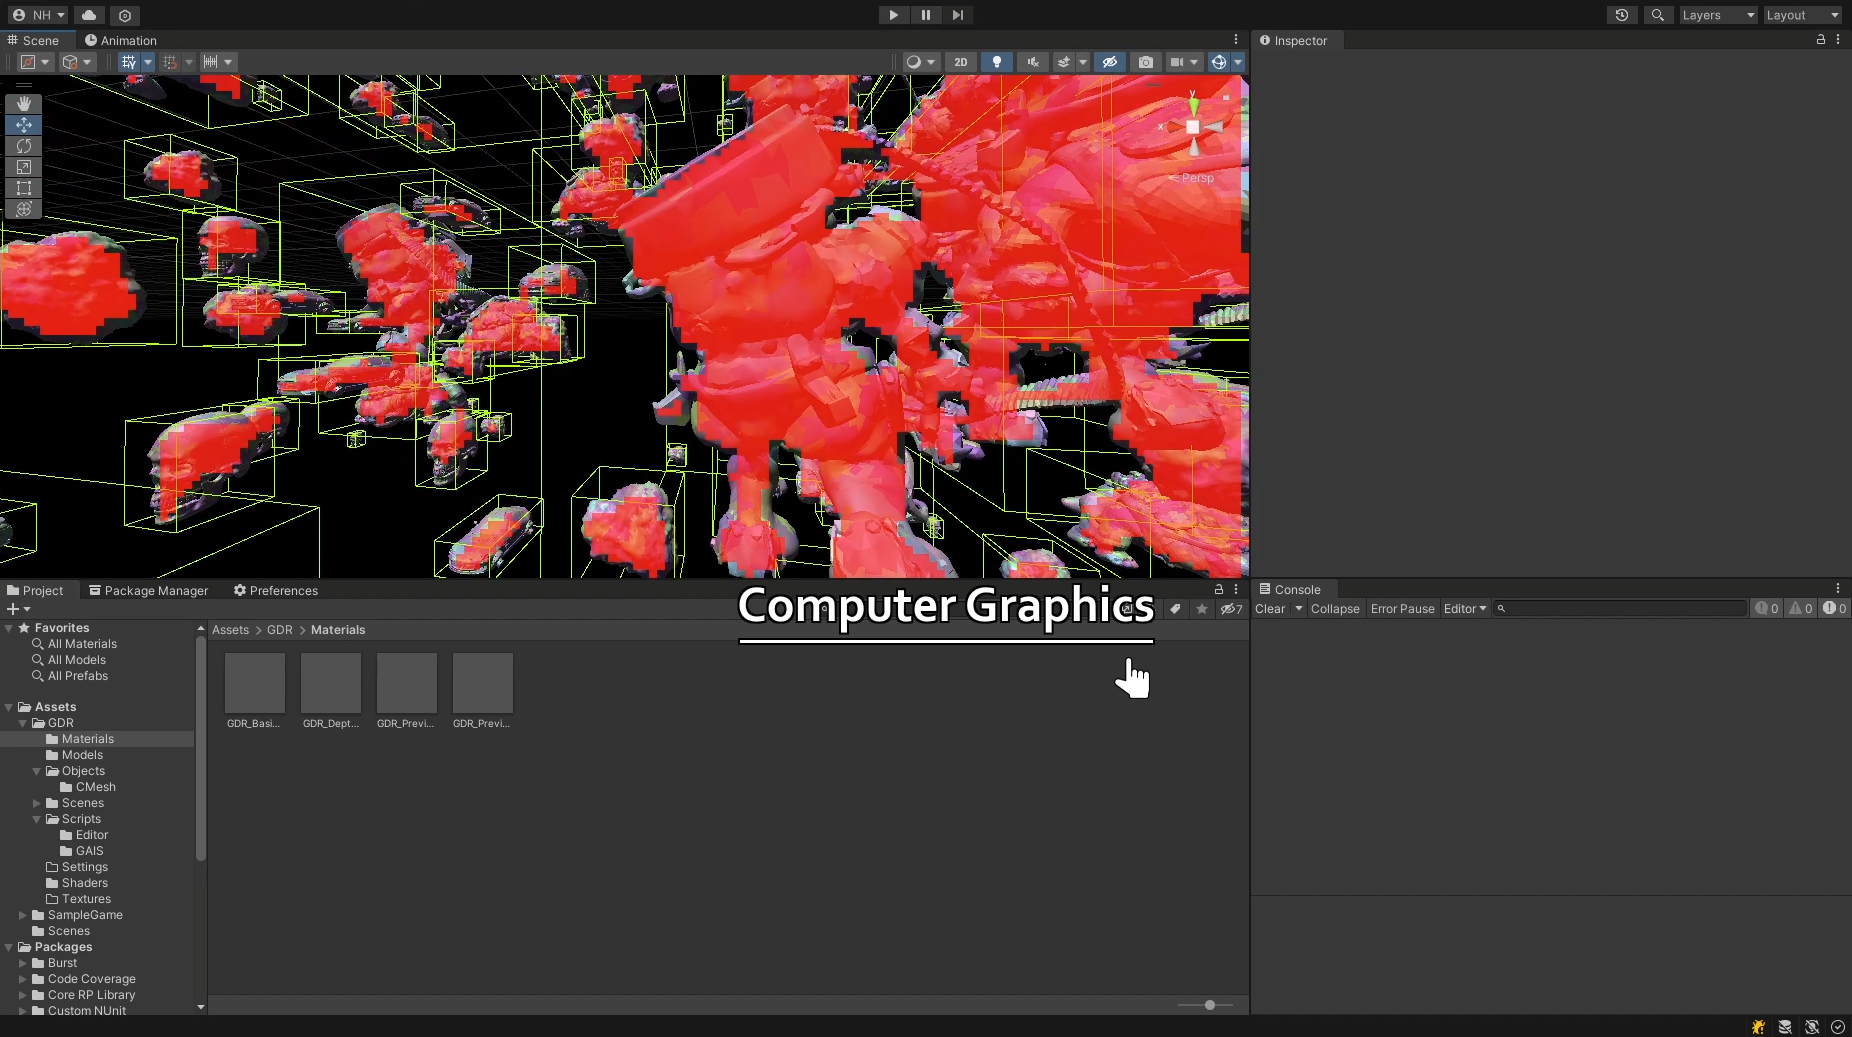 NH
Layers
Layout
Scene
Animation
Inspector
2D
y
x
Persp
Project
Package Manager
Preferences
Console
Computer Graphics
7
Clear
Collapse
Error Pause
Editor
0
0
0
Favorites
All Materials
All Models
All Prefabs
Assets > GDR > Materials
GDR_Basi...
GDR_Dept...
GDR_Previ...
GDR_Previ...
Assets
GDR
Materials
Models
Objects
CMesh
Scenes
Scripts
Editor
GAIS
Settings
Shaders
Textures
SampleGame
Scenes
Packages
Burst
Code Coverage
Core RP Library
Custom NUnit